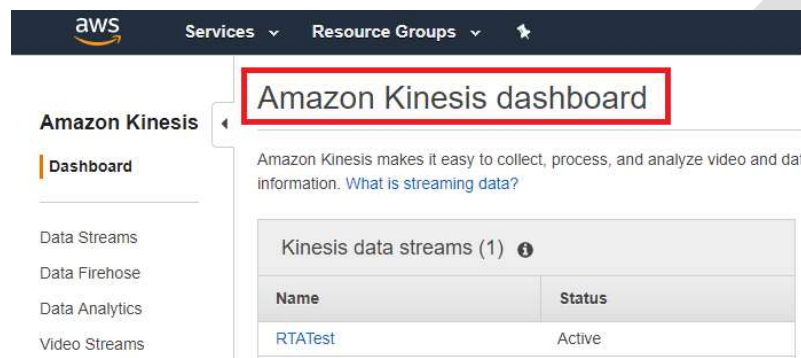 aws Services Resource Groups
Amazon Kinesis
Dashboard
Data Streams
Data Firehose
Data Analytics
Video Streams
Amazon Kinesis dashboard
Amazon Kinesis makes it easy to collect, process, and analyze video and
information. What is streaming data?
Kinesis data streams (1)
Name Status
RTATest Active